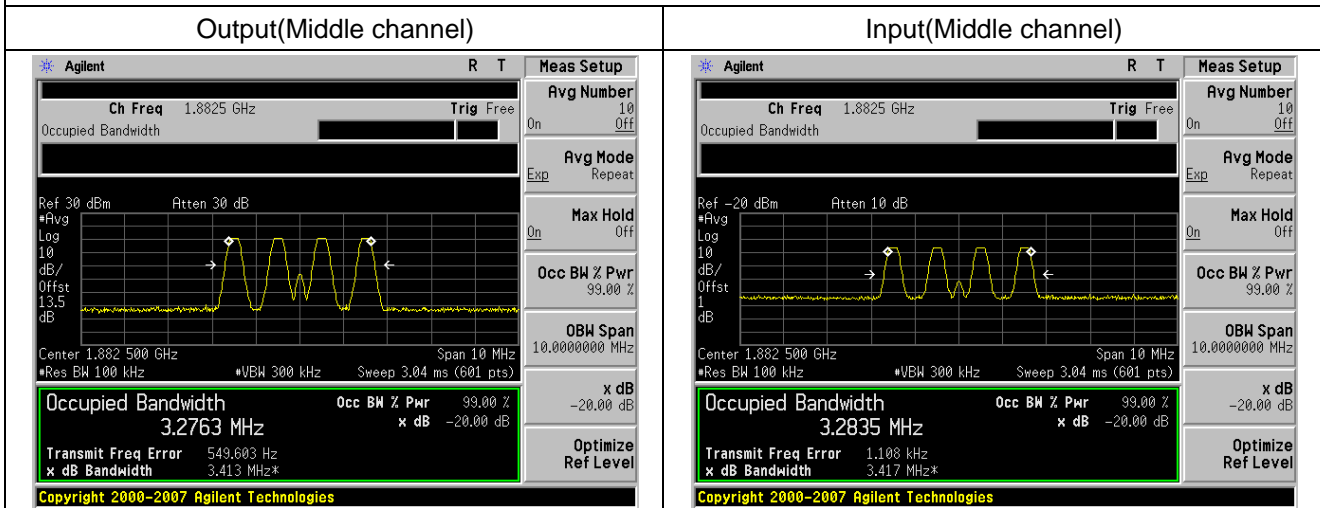 Output(Middle channel)
Agilent R T
Ch Freq 1.8825 GHz Trig Free
Occupied Bandwidth
Ref 30 dBm Atten 30 dB
#Avg
Log
10
dB/
Offst
13.5
dB
Center 1.882 500 GHz Span 10 MHz
#Res BW 100 kHz #VBW 300 kHz Sweep 3.04 ms (601 pts)
Occupied Bandwidth Occ BW % Pwr 99.00 %
3.2763 MHz x dB -20.00 dB
Transmit Freq Error 549.603 Hz
x dB Bandwidth 3.413 MHz*
Copyright 2000-2007 Agilent Technologies
Meas Setup
Avg Number
10
On Off
Avg Mode
Exp Repeat
Max Hold
On Off
Occ BW % Pwr
99.00 %
OBW Span
10.0000000 MHz
x dB
-20.00 dB
Optimize
Ref Level
Input(Middle channel)
Agilent R T
Ch Freq 1.8825 GHz Trig Free
Occupied Bandwidth
Ref -20 dBm Atten 10 dB
#Avg
Log
10
dB/
Offst
1
dB
Center 1.882 500 GHz Span 10 MHz
#Res BW 100 kHz #VBW 300 kHz Sweep 3.04 ms (601 pts)
Occupied Bandwidth Occ BW % Pwr 99.00 %
3.2835 MHz x dB -20.00 dB
Transmit Freq Error 1.108 kHz
x dB Bandwidth 3.417 MHz*
Copyright 2000-2007 Agilent Technologies
Meas Setup
Avg Number
10
On Off
Avg Mode
Exp Repeat
Max Hold
On Off
Occ BW % Pwr
99.00 %
OBW Span
10.0000000 MHz
x dB
-20.00 dB
Optimize
Ref Level